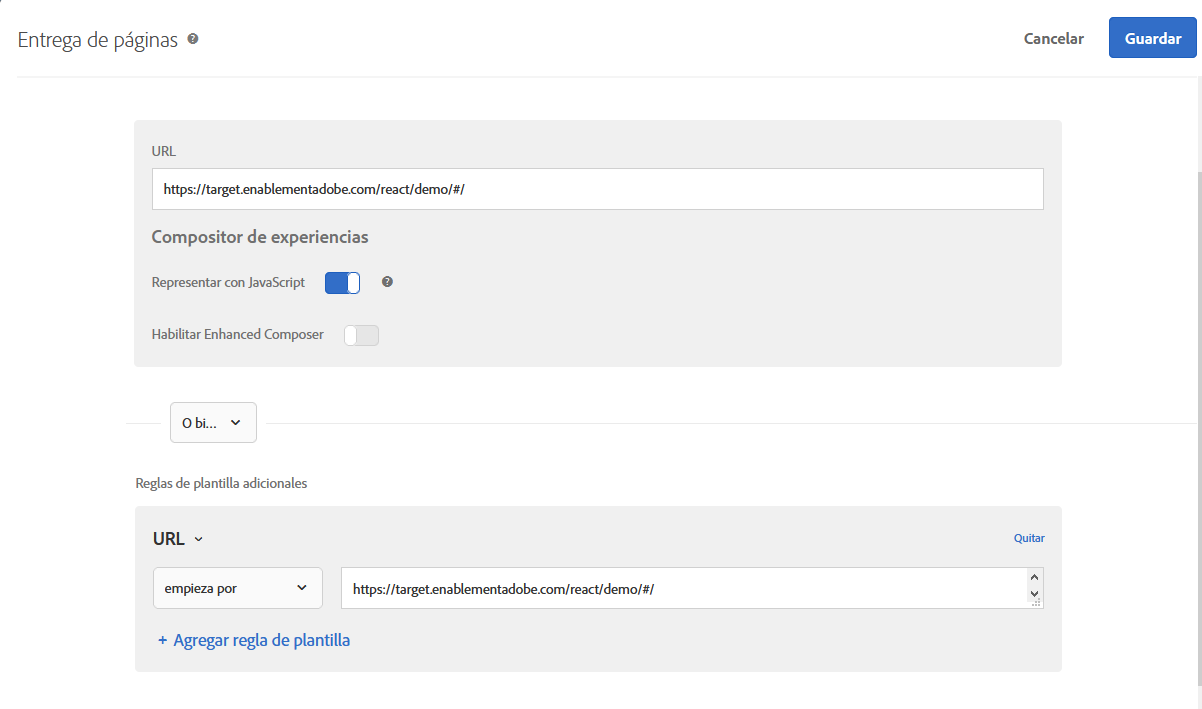 Entrega de páginas
Cancelar
Guardar
URL
https://target.enablementadobe.com/react/demo/#/
Compositor de experiencias
Representar con JavaScript
Habilitar Enhanced Composer
O bi...
Reglas de plantilla adicionales
URL
Quitar
empieza por
https://target.enablementadobe.com/react/demo/#/
+ Agregar regla de plantilla